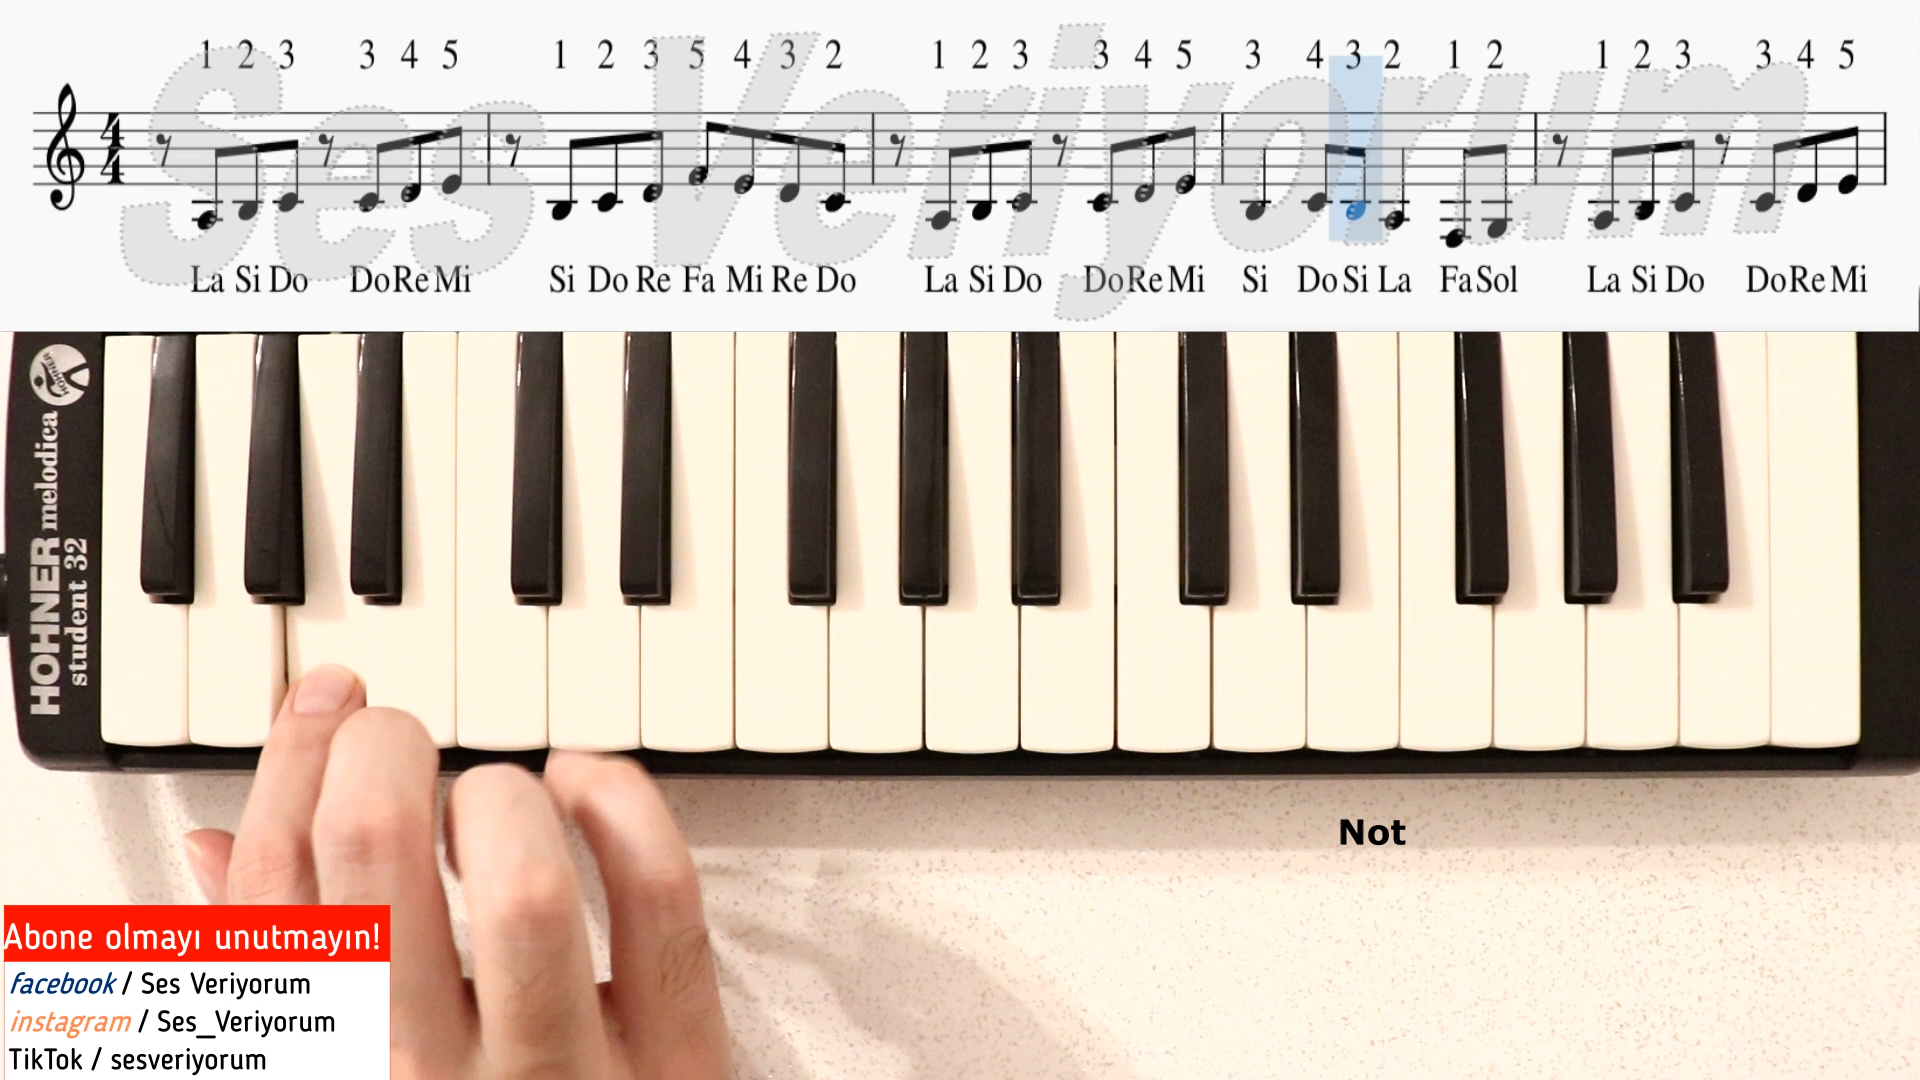 1 2 3 3 4 5 1 2 3 5 4 3 2 1 2 3 3 4 5 3 4 3 2 1 2 1 2 3 3 4 5
Ses Veriyorum
4
4
La Si Do Do Re Mi Si Do Re Fa Mi Re Do La Si Do Do Re Mi Si Do Si La Fa Sol La Si Do Do Re Mi
HOHNER
HOHNER melodica
student 32
Not
Abone olmayı unutmayın!
facebook / Ses Veriyorum
instagram / Ses_Veriyorum
TikTok / sesveriyorum